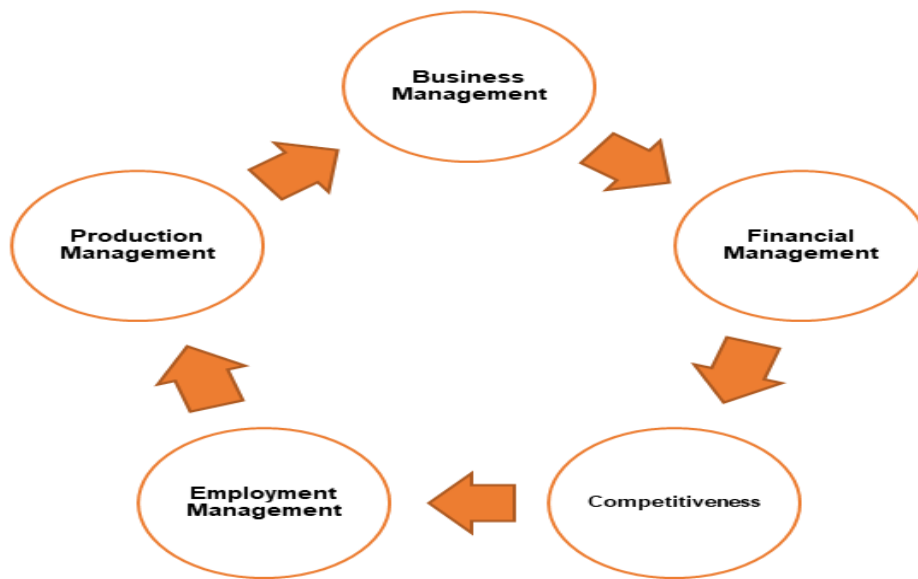 Business
Management
Financial
Management
Competitiveness
Employment
Management
Production
Management